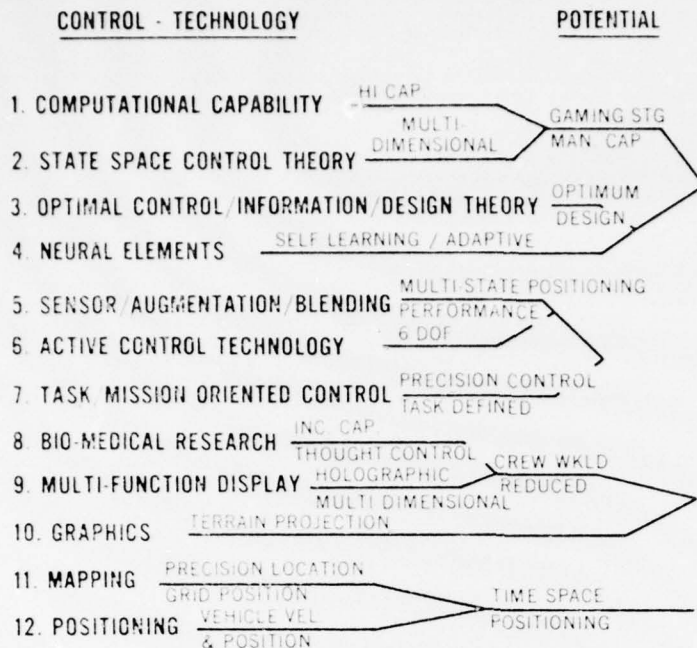 CONTROL - TECHNOLOGY POTENTIAL
1. COMPUTATIONAL CAPABILITY HI CAP.
MULTI-
DIMENSIONAL
GAMING STG
MAN. CAP
2. STATE SPACE CONTROL THEORY
3. OPTIMAL CONTROL/INFORMATION/DESIGN THEORY OPTIMUM
DESIGN
4. NEURAL ELEMENTS SELF LEARNING / ADAPTIVE
5. SENSOR/AUGMENTATION/BLENDING MULTI-STATE POSITIONING
PERFORMANCE
6. ACTIVE CONTROL TECHNOLOGY 6 DOF
7. TASK/MISSION ORIENTED CONTROL PRECISION CONTROL
TASK DEFINED
8. BIO-MEDICAL RESEARCH INC. CAP.
THOUGHT CONTROL
9. MULTI-FUNCTION DISPLAY HOLOGRAPHIC
MULTI DIMENSIONAL
CREW WKLD
REDUCED
10. GRAPHICS TERRAIN PROJECTION
11. MAPPING PRECISION LOCATION
GRID POSITION
12. POSITIONING VEHICLE VEL
& POSITION
TIME SPACE
POSITIONING